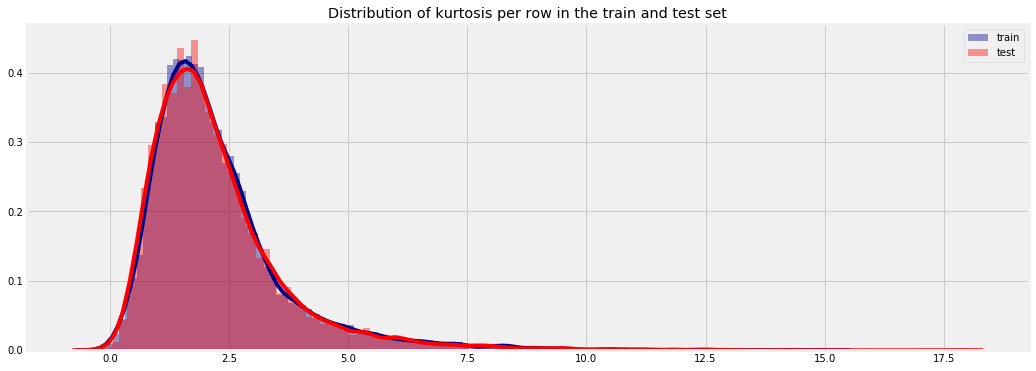 Distribution of kurtosis per row in the train and test set
train
test
0.4
0.3
0.2
0.1
0.0
0.0 2.5 5.0 7.5 10.0 12.5 15.0 17.5